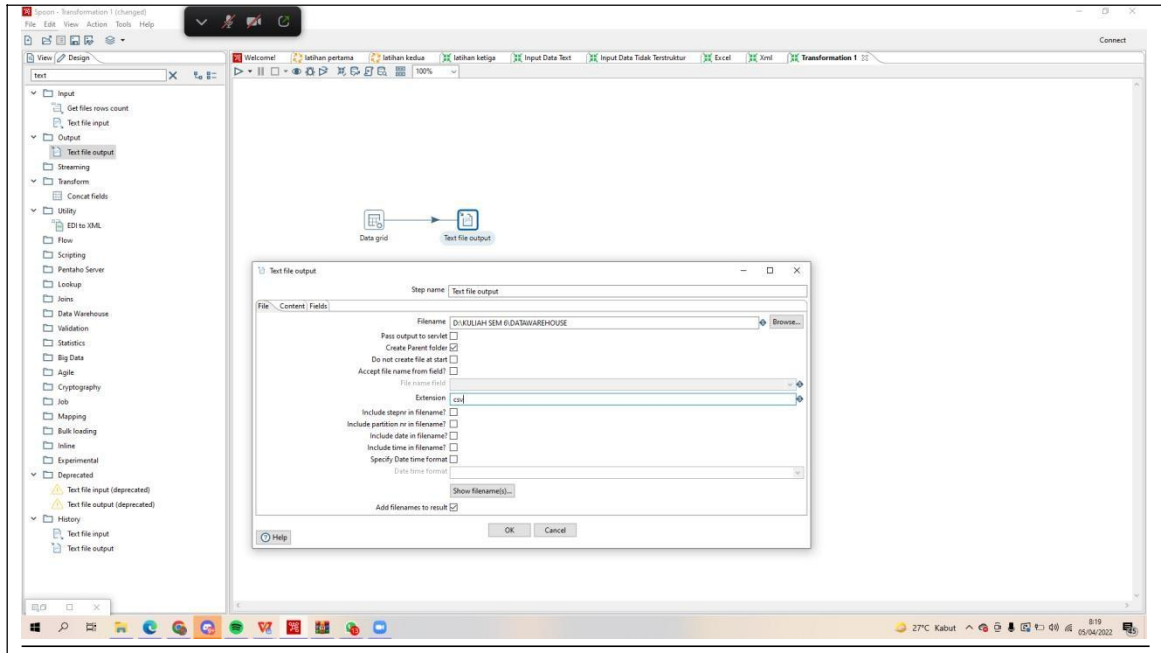 Spoon - Transformation 1 (changed)
File Edit View Action Tools Help
Connect
View Design
Welcome! latihan pertama latihan kedua latihan ketiga Input Data Text Input Data Tidak Terstruktur Excel Xml Transformation 1
text
100%
Input
Get files rows count
Text file input
Output
Text file output
Streaming
Transform
Concat fields
Utility
EDI to XML
Flow
Scripting
Pentaho Server
Lookup
Joins
Data Warehouse
Validation
Statistics
Big Data
Agile
Cryptography
Job
Mapping
Bulk loading
Inline
Experimental
Deprecated
Text file input (deprecated)
Text file output (deprecated)
History
Text file input
Text file output
Data grid Text file output
Text file output
Step name Text file output
File Content Fields
Filename D:\KULIAH SEM 6\DATAWAREHOUSE Browse...
Pass output to servlet
Create Parent folder
Do not create file at start
Accept file name from field?
File name field
Extension csv
Include stepnr in filename?
Include partition nr in filename?
Include date in filename?
Include time in filename?
Specify Date time format
Date time format
Show filename(s)...
Add filenames to result
Help OK Cancel
27°C Kabut
8:19
05/04/2022